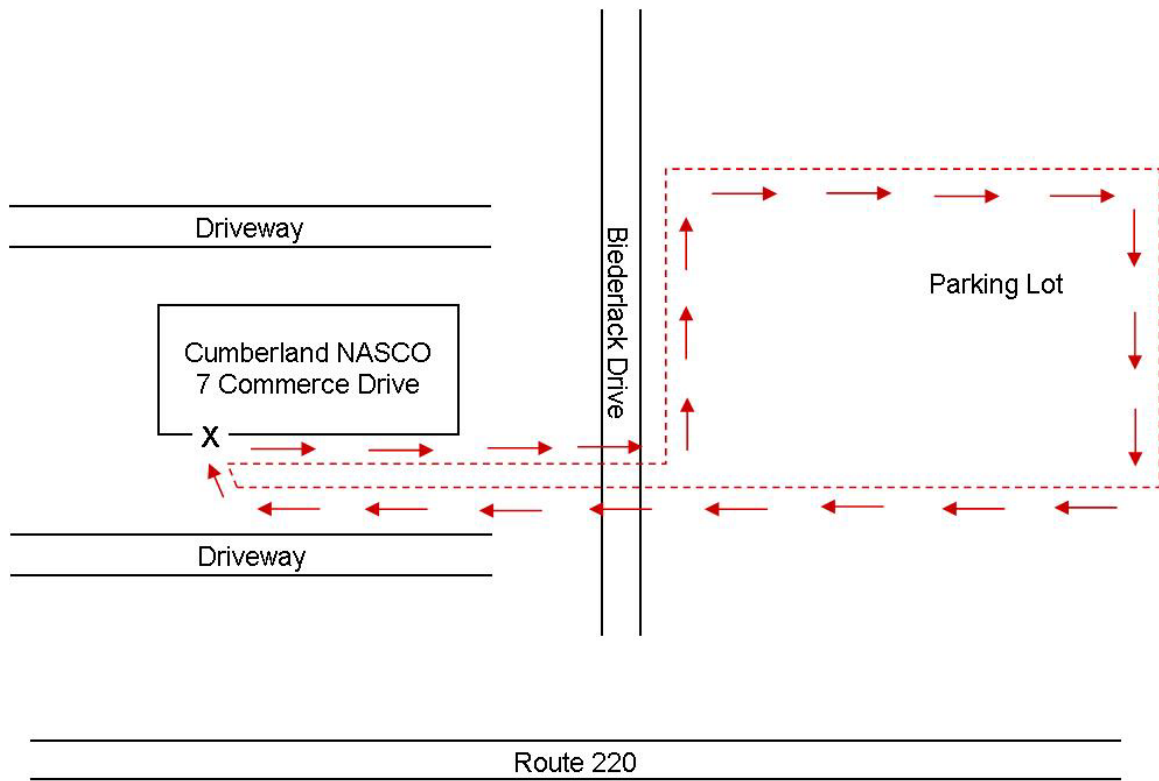 Driveway
Biederlack Drive
Parking Lot
Cumberland NASCO
7 Commerce Drive
X
Driveway
Route 220